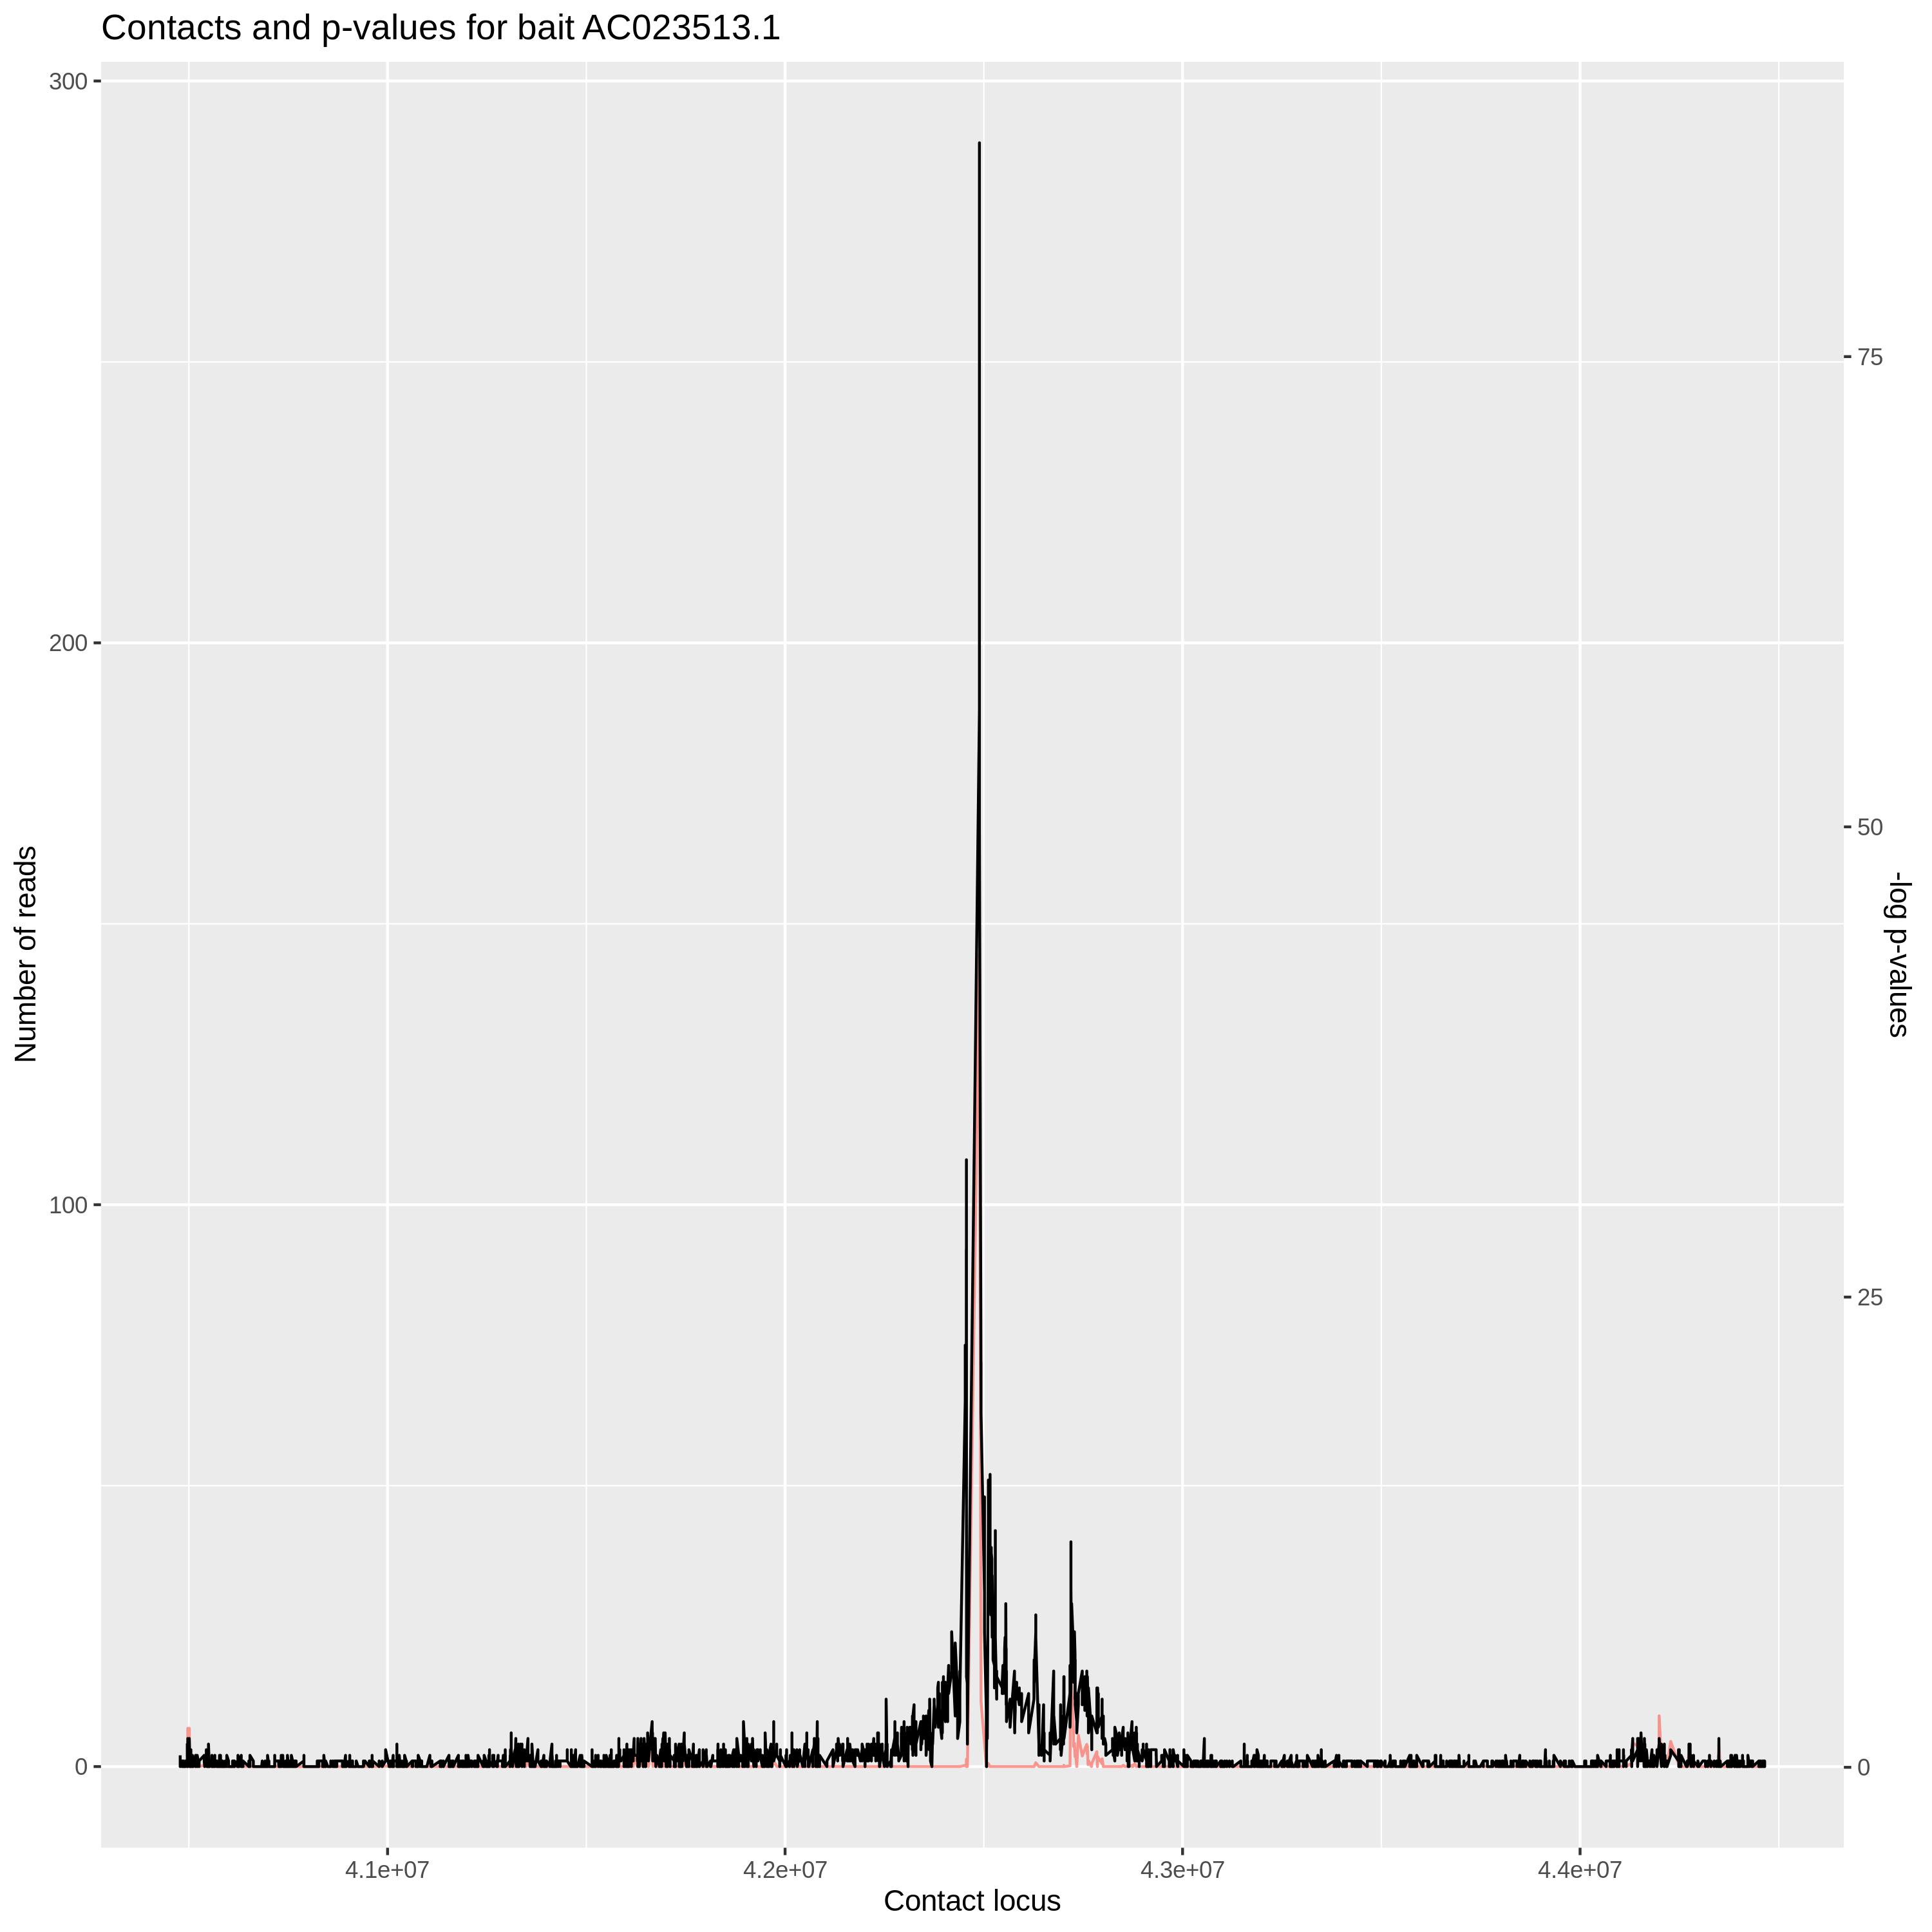 Contacts and p-values for bait AC023513.1
300
200
100
0
Number of reads
75
50
25
0
-log p-values
4.1e+07
4.2e+07
4.3e+07
4.4e+07
Contact locus